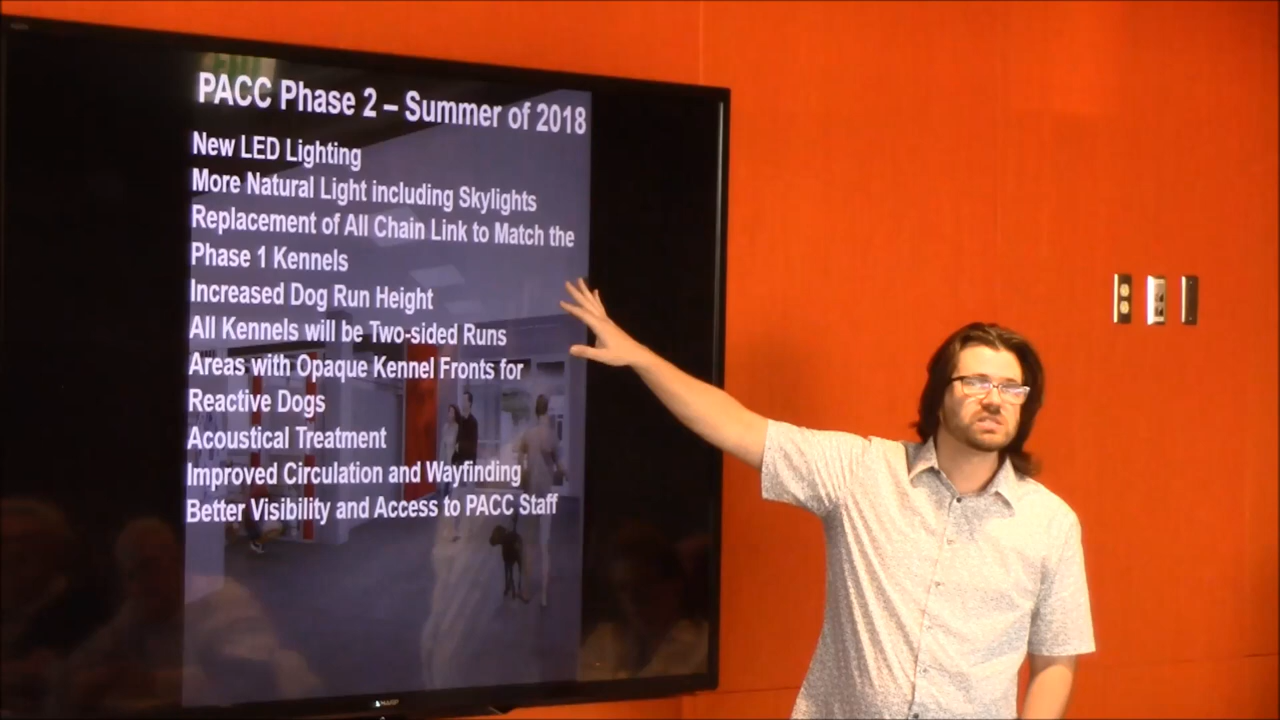 PACC Phase 2 – Summer of 2018
New LED Lighting
More Natural Light including Skylights
Replacement of All Chain Link to Match the
Phase 1 Kennels
Increased Dog Run Height
All Kennels will be Two-sided Runs
Areas with Opaque Kennel Fronts for
Reactive Dogs
Acoustical Treatment
Improved Circulation and Wayfinding
Better Visibility and Access to PACC Staff
SHARP